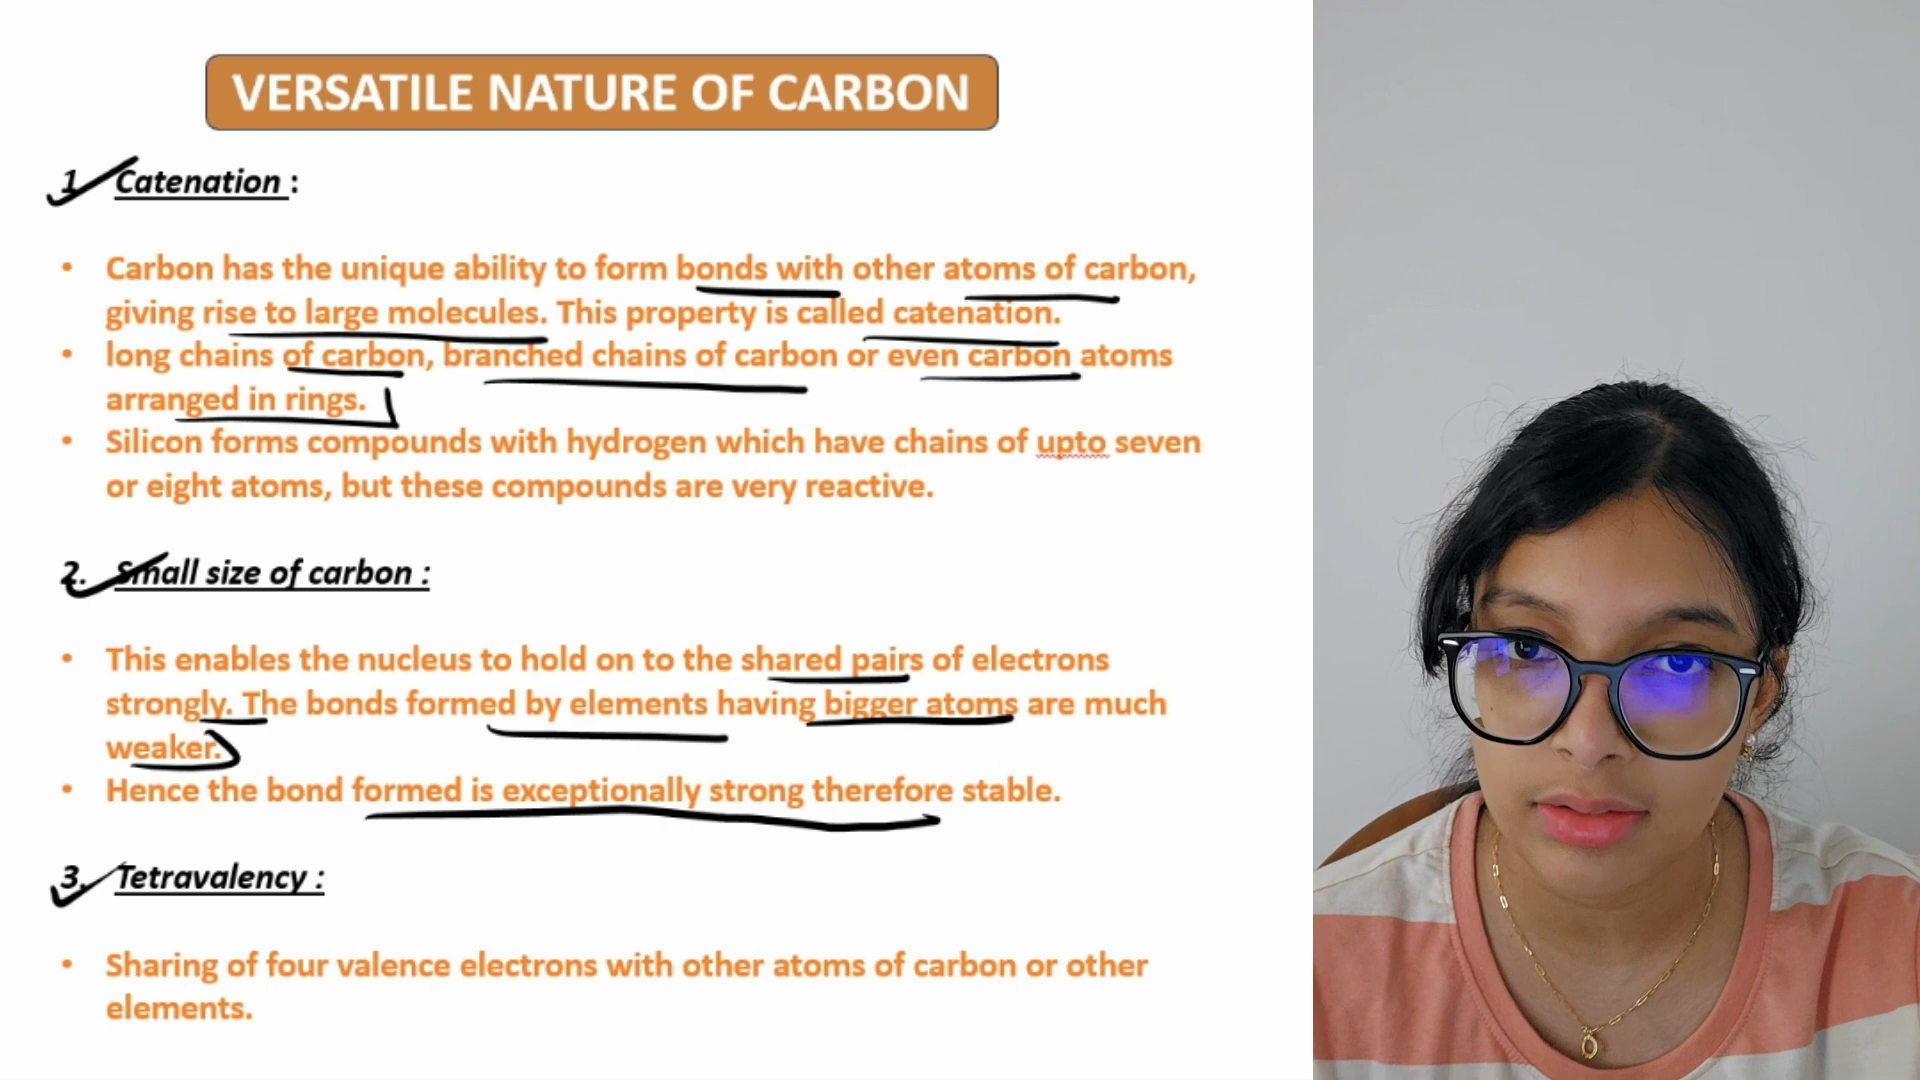 VERSATILE NATURE OF CARBON
1. Catenation :
• Carbon has the unique ability to form bonds with other atoms of carbon,
giving rise to large molecules. This property is called catenation.
• long chains of carbon, branched chains of carbon or even carbon atoms
arranged in rings.
• Silicon forms compounds with hydrogen which have chains of upto seven
or eight atoms, but these compounds are very reactive.
2. Small size of carbon :
• This enables the nucleus to hold on to the shared pairs of electrons
strongly. The bonds formed by elements having bigger atoms are much
weaker.
• Hence the bond formed is exceptionally strong therefore stable.
3. Tetravalency :
• Sharing of four valence electrons with other atoms of carbon or other
elements.